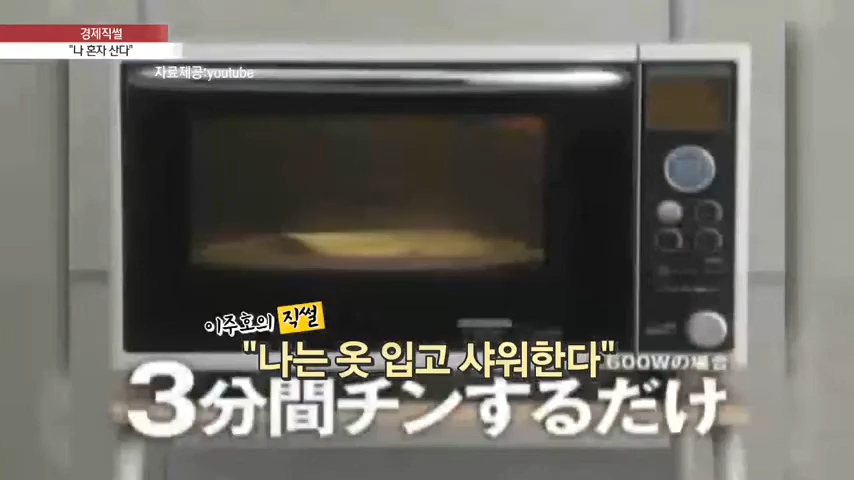 경제직썰
"나 혼자 산다"
자료제공:youtube
이주호의 직썰
"나는 옷 입고 샤워한다"
600Wの場合
3分間チンするだけ